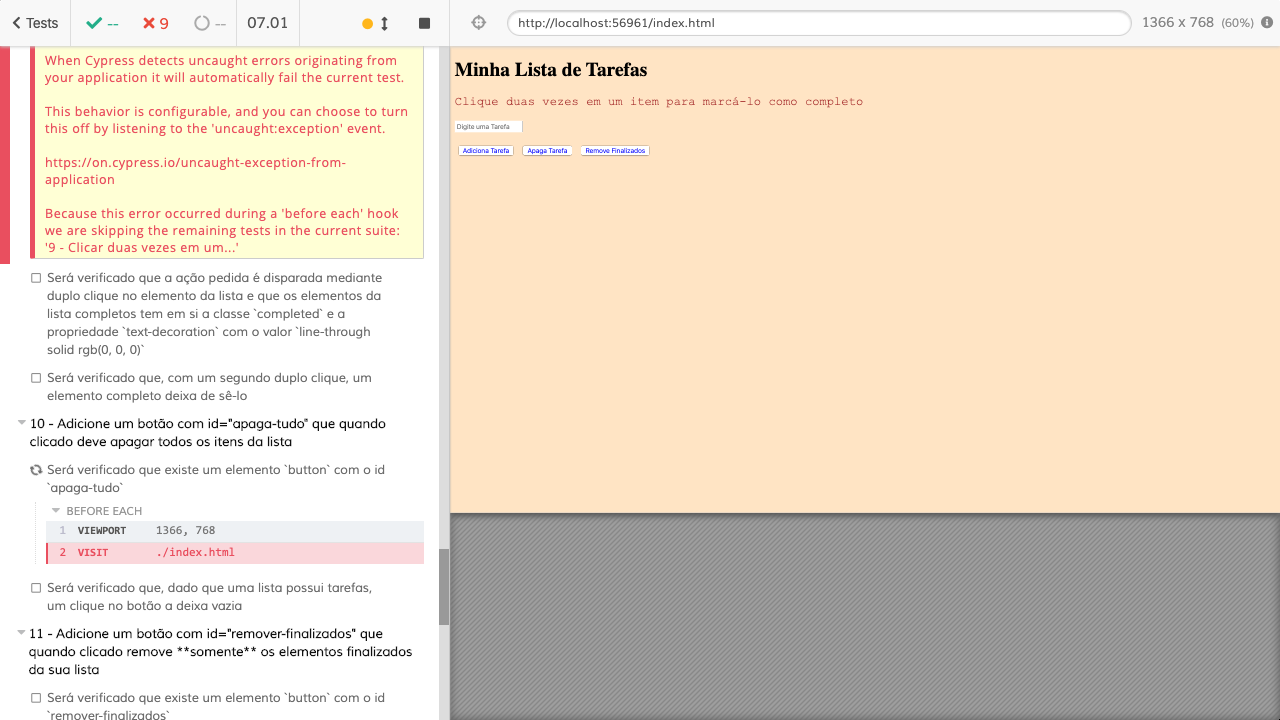 Tests
--
9
--
07.01
http://localhost:56961/index.html
1366 x 768 (60%)
When Cypress detects uncaught errors originating from
your application it will automatically fail the current test.
This behavior is configurable, and you can choose to turn
this off by listening to the 'uncaught:exception' event.
https://on.cypress.io/uncaught-exception-from-
application
Because this error occurred during a 'before each' hook
we are skipping the remaining tests in the current suite:
'9 - Clicar duas vezes em um...'
Será verificado que a ação pedida é disparada mediante
duplo clique no elemento da lista e que os elementos da
lista completos tem em si a classe `completed` e a
propriedade `text-decoration` com o valor `line-through
solid rgb(0, 0, 0)`
Será verificado que, com um segundo duplo clique, um
elemento completo deixa de sê-lo
10 - Adicione um botão com id="apaga-tudo" que quando
clicado deve apagar todos os itens da lista
Será verificado que existe um elemento `button` com o id
`apaga-tudo`
BEFORE EACH
1 VIEWPORT 1366, 768
2 VISIT ./index.html
Será verificado que, dado que uma lista possui tarefas,
um clique no botão a deixa vazia
11 - Adicione um botão com id="remover-finalizados" que
quando clicado remove **somente** os elementos finalizados
da sua lista
Será verificado que existe um elemento `button` com o id
`remover-finalizados`
Minha Lista de Tarefas
Clique duas vezes em um item para marcá-lo como completo
Digite uma Tarefa
Adiciona Tarefa Apaga Tarefa Remove Finalizados